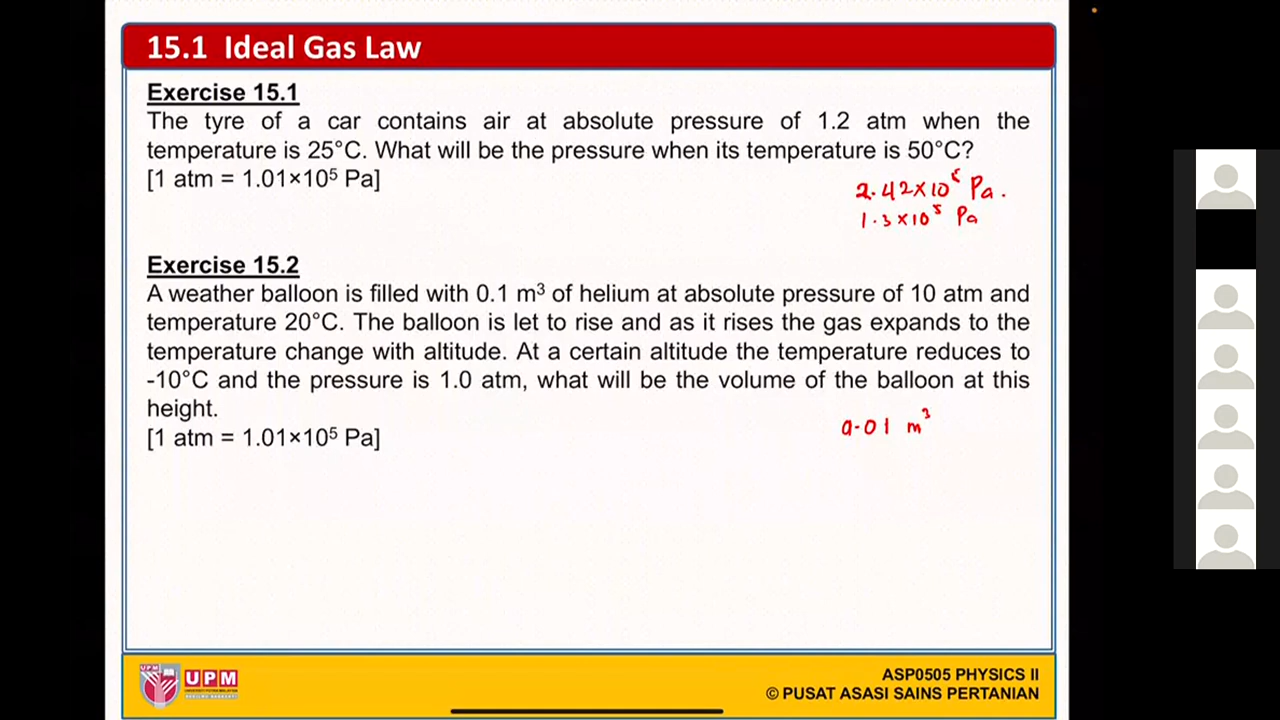 15.1 Ideal Gas Law
Exercise 15.1
The tyre of a car contains air at absolute pressure of 1.2 atm when the
temperature is 25°C. What will be the pressure when its temperature is 50°C?
[1 atm = 1.01×10⁵ Pa]
2.42×10⁵ Pa.
1.3×10⁵ Pa
Exercise 15.2
A weather balloon is filled with 0.1 m³ of helium at absolute pressure of 10 atm and
temperature 20°C. The balloon is let to rise and as it rises the gas expands to the
temperature change with altitude. At a certain altitude the temperature reduces to
-10°C and the pressure is 1.0 atm, what will be the volume of the balloon at this
height.
[1 atm = 1.01×10⁵ Pa]
0.01 m³
UPM
UPM
ASP0505 PHYSICS II
© PUSAT ASASI SAINS PERTANIAN